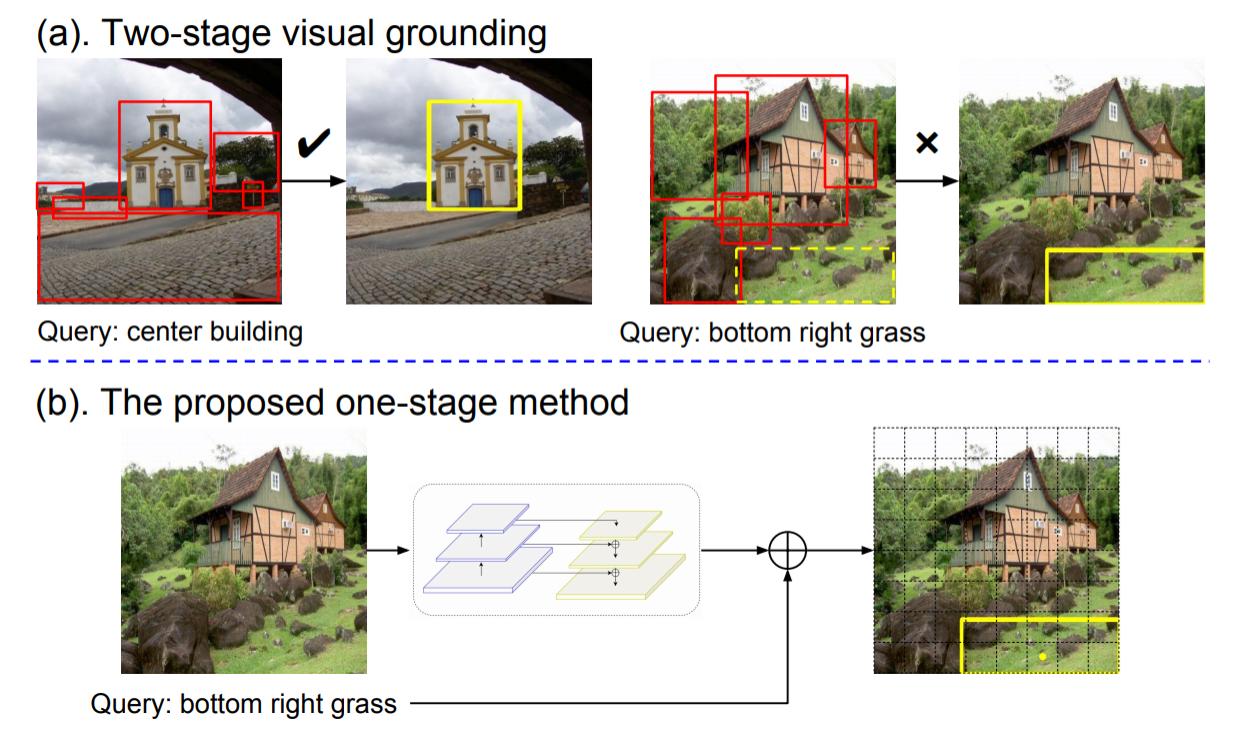 (a). Two-stage visual grounding
Query: center building
Query: bottom right grass
(b). The proposed one-stage method
Query: bottom right grass